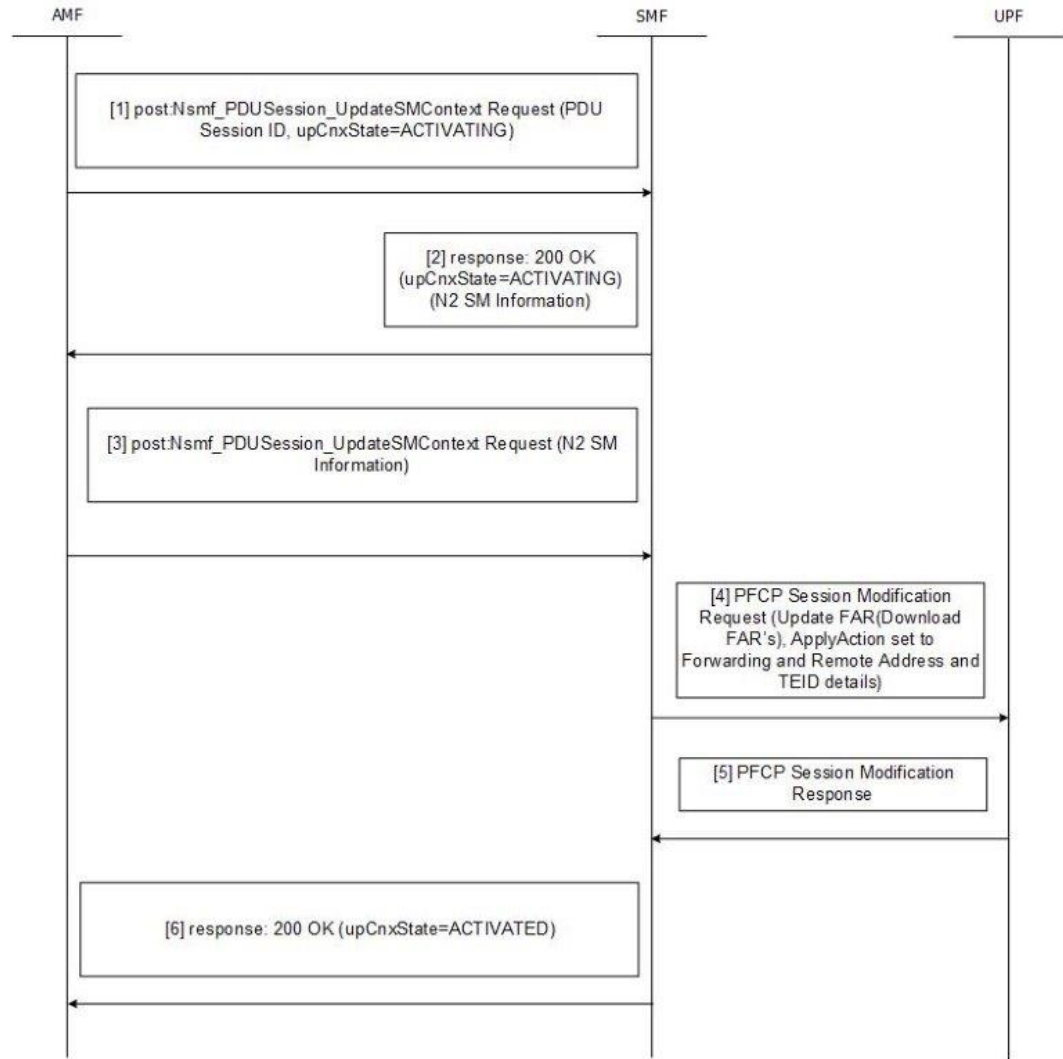 AMF
SMF
UPF
[1] post:Nsmf_PDUSession_UpdateSMContext Request (PDU
Session ID, upCnxState=ACTIVATING)
[2] response: 200 OK
(upCnxState=ACTIVATING)
(N2 SM Information)
[3] post:Nsmf_PDUSession_UpdateSMContext Request (N2 SM
Information)
[4] PFCP Session Modification
Request (Update FAR(Download
FAR's), ApplyAction set to
Forwarding and Remote Address and
TEID details)
[5] PFCP Session Modification
Response
[6] response: 200 OK (upCnxState=ACTIVATED)